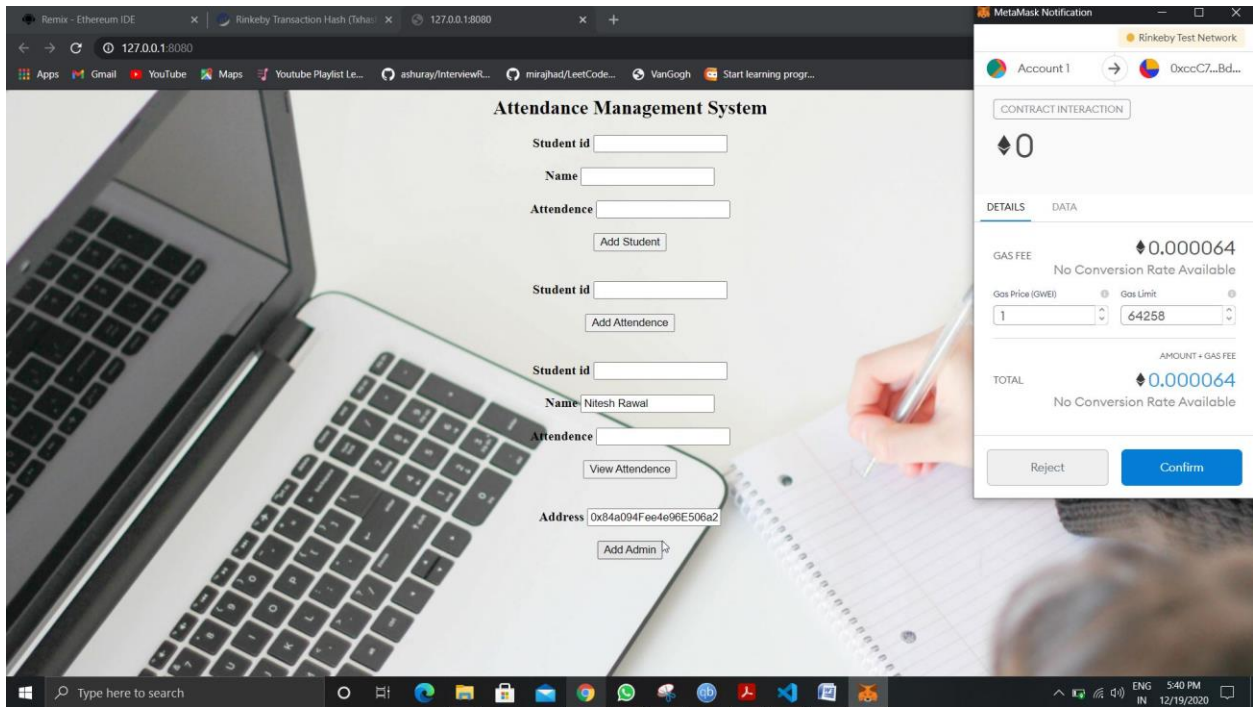 Remix - Ethereum IDE
Rinkeby Transaction Hash (Txhas
127.0.0.1:8080
127.0.0.1:8080
Apps
Gmail
YouTube
Maps
Youtube Playlist Le...
ashuray/InterviewR...
mirajhad/LeetCode...
VanGogh
Start learning progr...
Attendance Management System
Student id
Name
Attendence
Add Student
Student id
Add Attendence
Student id
Name Nitesh Rawal
Attendence
View Attendence
Address 0x84a094Fee4e96E506a2
Add Admin
MetaMask Notification
Rinkeby Test Network
Account 1
0xccC7...Bd...
CONTRACT INTERACTION
0
DETAILS
DATA
GAS FEE
0.000064
No Conversion Rate Available
Gas Price (GWEI)
Gas Limit
1
64258
AMOUNT + GAS FEE
TOTAL
0.000064
No Conversion Rate Available
Reject
Confirm
Type here to search
ENG
IN
5:40 PM
12/19/2020